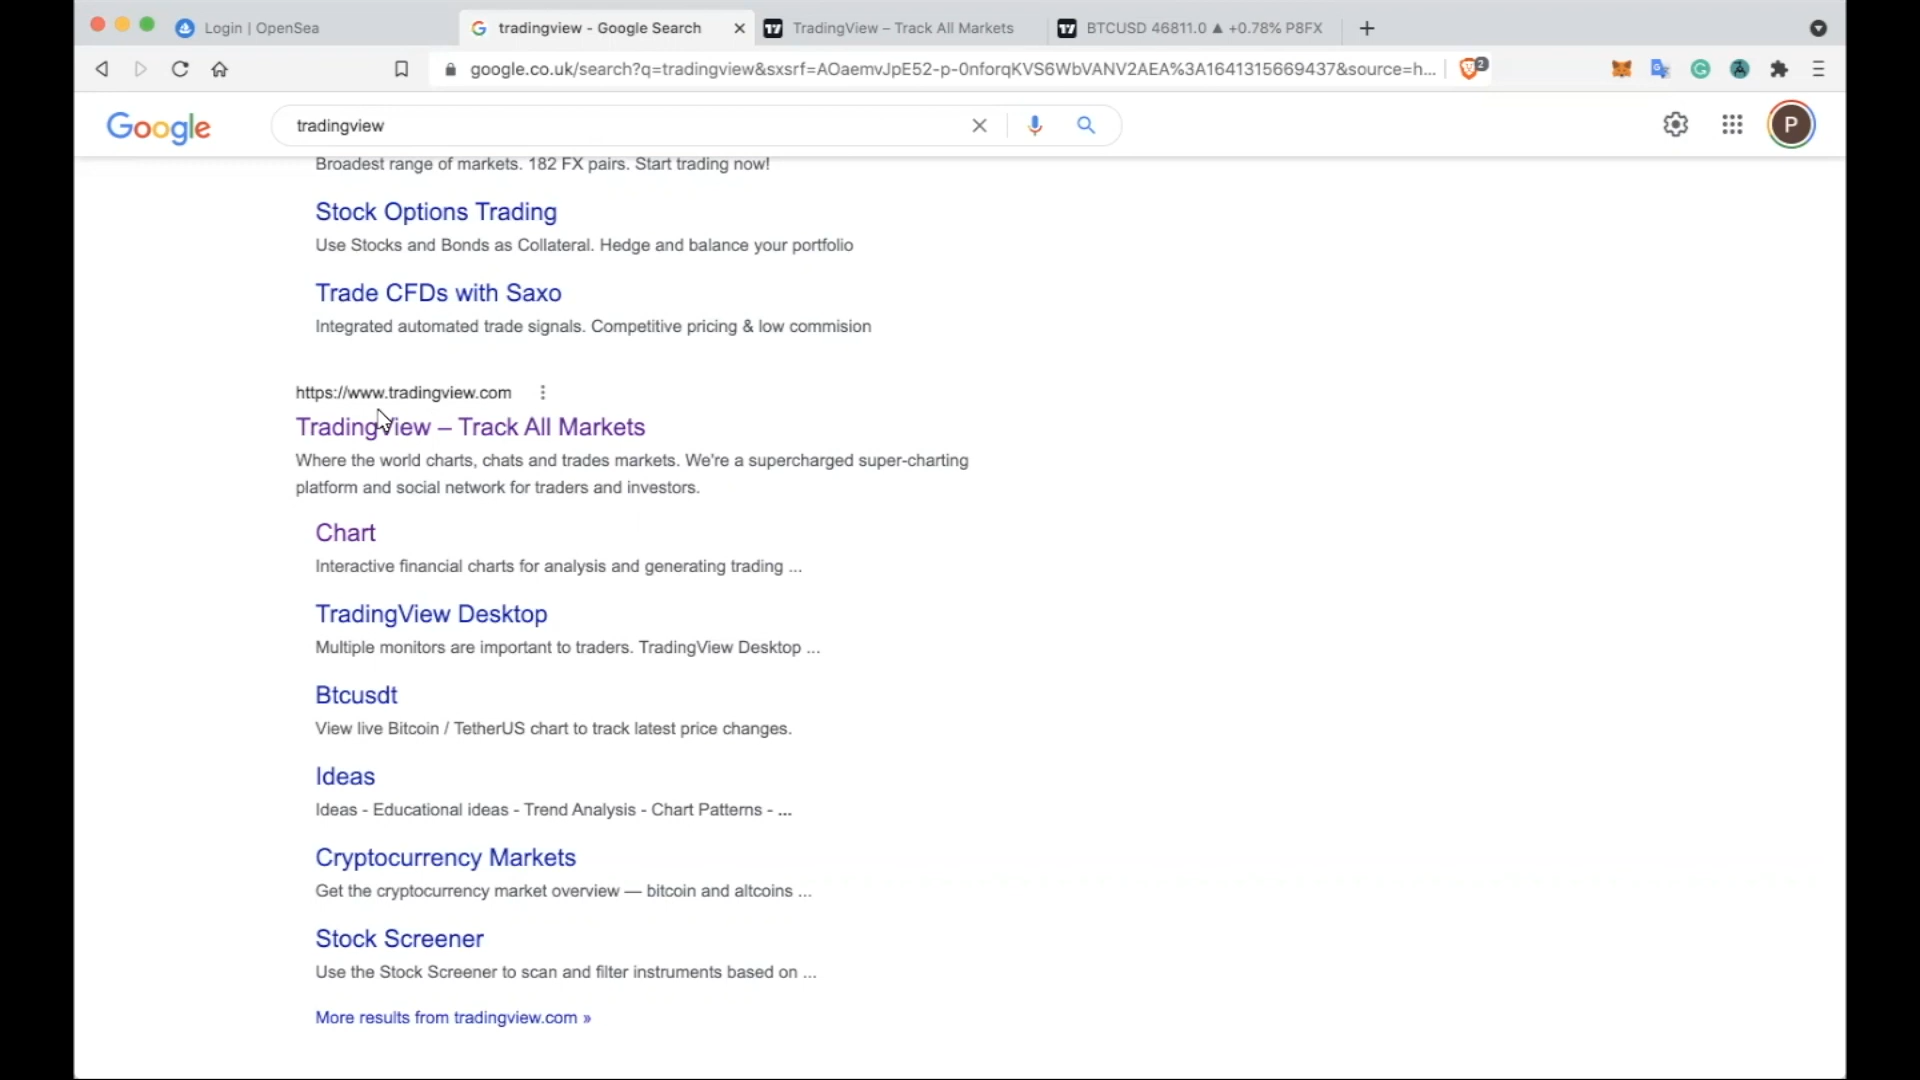 Login | OpenSea
tradingview - Google Search
TradingView – Track All Markets
BTCUSD 46811.0 ▲ +0.78% P8FX
google.co.uk/search?q=tradingview&sxsrf=AOaemvJpE52-p-0nforqKVS6WbVANV2AEA%3A1641315669437&source=h...
2
Google
tradingview
P
Broadest range of markets. 182 FX pairs. Start trading now!
Stock Options Trading
Use Stocks and Bonds as Collateral. Hedge and balance your portfolio
Trade CFDs with Saxo
Integrated automated trade signals. Competitive pricing & low commision
https://www.tradingview.com
TradingView – Track All Markets
Where the world charts, chats and trades markets. We're a supercharged super-charting
platform and social network for traders and investors.
Chart
Interactive financial charts for analysis and generating trading ...
TradingView Desktop
Multiple monitors are important to traders. TradingView Desktop ...
Btcusdt
View live Bitcoin / TetherUS chart to track latest price changes.
Ideas
Ideas - Educational ideas - Trend Analysis - Chart Patterns - ...
Cryptocurrency Markets
Get the cryptocurrency market overview — bitcoin and altcoins ...
Stock Screener
Use the Stock Screener to scan and filter instruments based on ...
More results from tradingview.com »